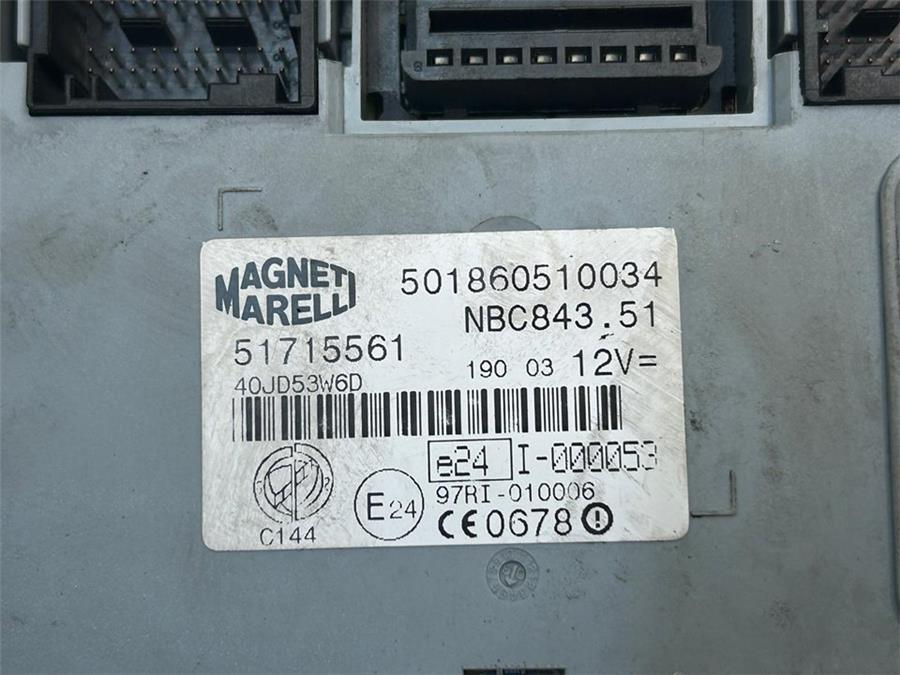 MAGNETI
MARELLI
501860510034
NBC843.51
51715561
190 03 12V=
40JD53W6D
e24 I-000053
97RI-010006
E24
CE0678
C144